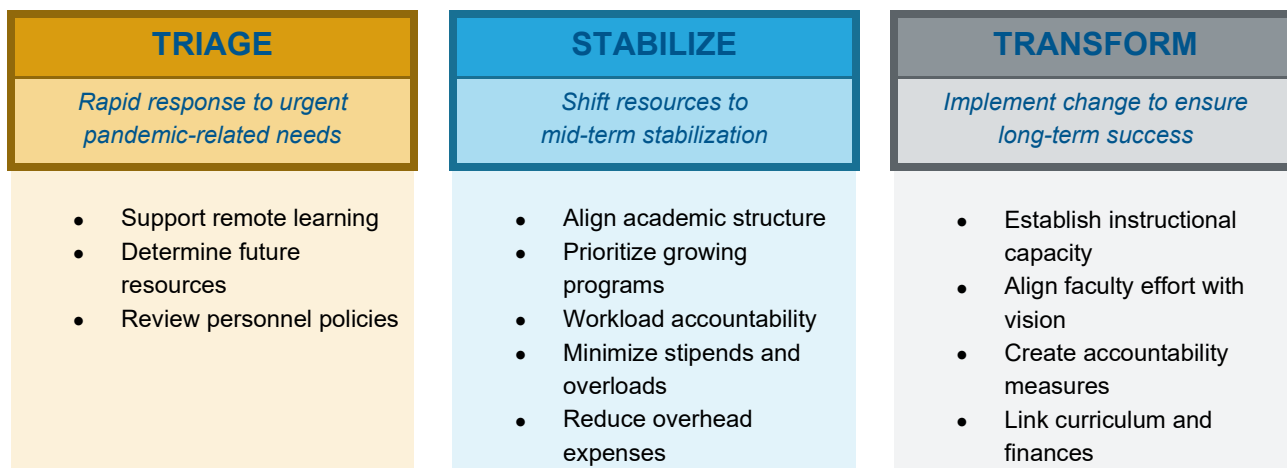 TRIAGE
Rapid response to urgent
pandemic-related needs
• Support remote learning
• Determine future
resources
• Review personnel policies
STABILIZE
Shift resources to
mid-term stabilization
• Align academic structure
• Prioritize growing
programs
• Workload accountability
• Minimize stipends and
overloads
• Reduce overhead
expenses
TRANSFORM
Implement change to ensure
long-term success
• Establish instructional
capacity
• Align faculty effort with
vision
• Create accountability
measures
• Link curriculum and
finances